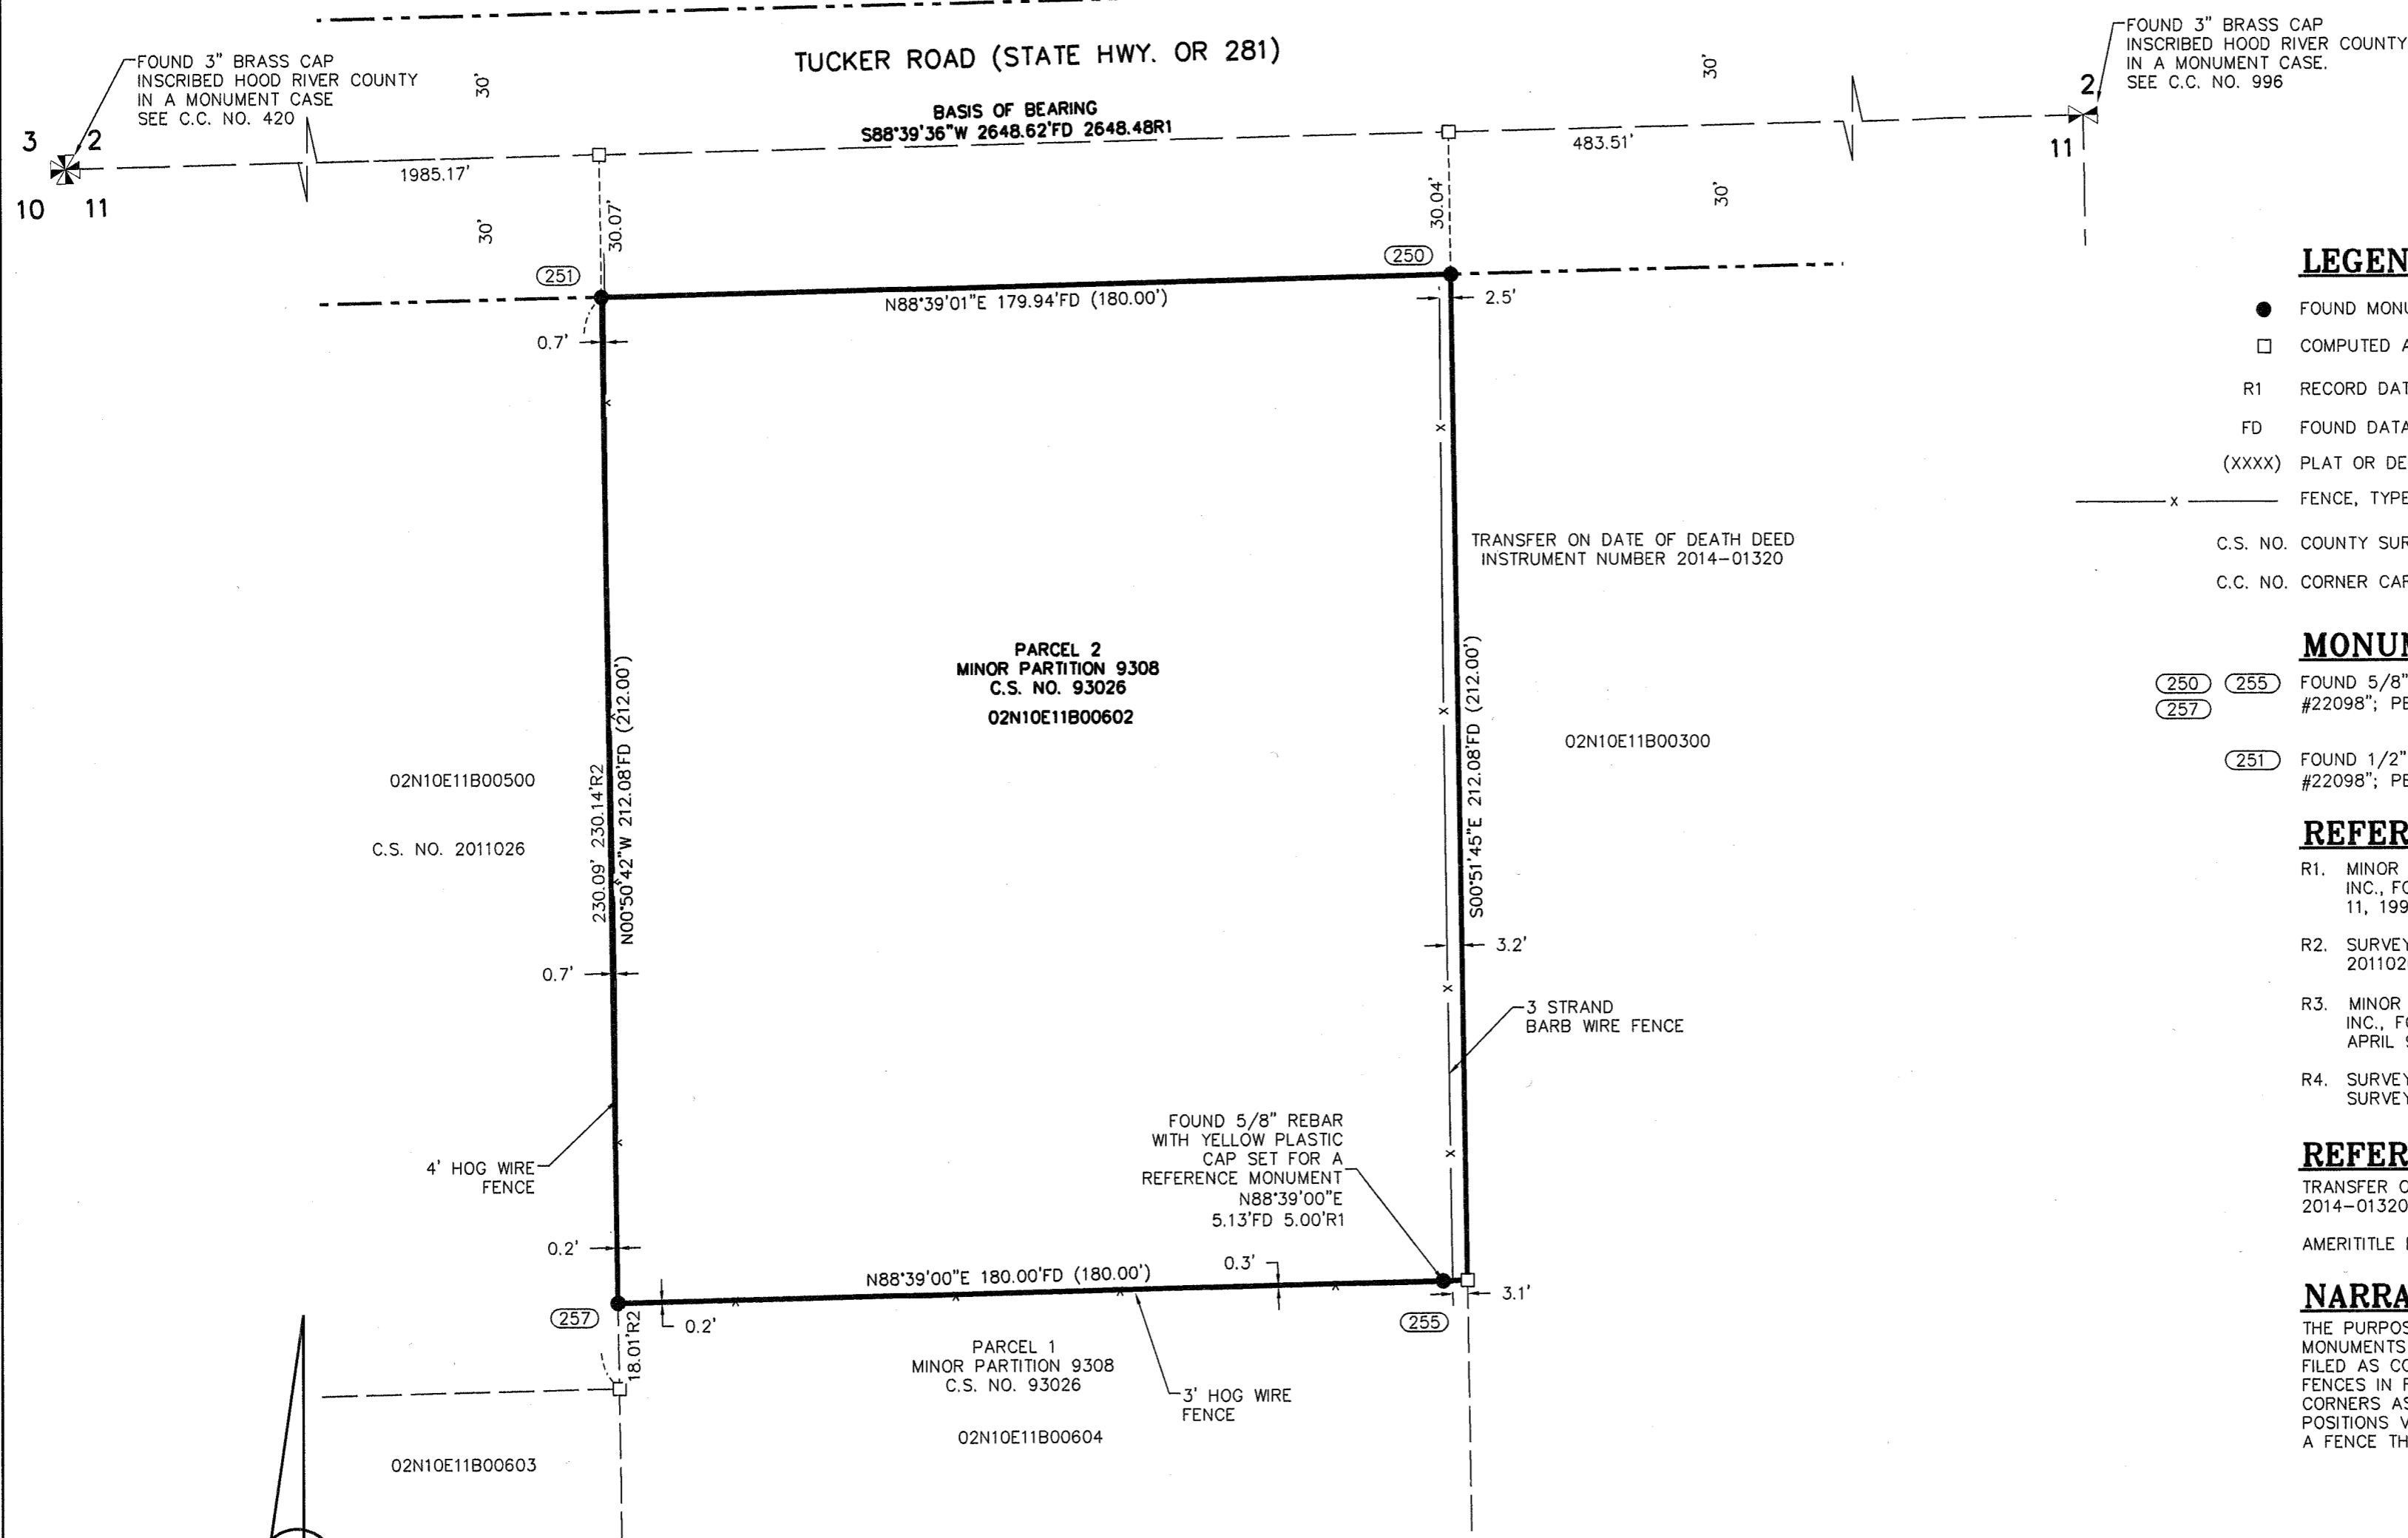 FOUND 3" BRASS CAP
INSCRIBED HOOD RIVER COUNTY
IN A MONUMENT CASE
SEE C.C. NO. 420
3 2
10 11
30'
TUCKER ROAD (STATE HWY. OR 281)
BASIS OF BEARING
S88°39'36"W 2648.62'FD 2648.48R1
30'
FOUND 3" BRASS CAP
INSCRIBED HOOD RIVER COUNTY
IN A MONUMENT CASE.
SEE C.C. NO. 996
2
11
1985.17'
483.51'
30'
30.07'
30.04'
30'
251
250
N88°39'01"E 179.94'FD (180.00')
2.5'
0.7'
TRANSFER ON DATE OF DEATH DEED
INSTRUMENT NUMBER 2014-01320
PARCEL 2
MINOR PARTITION 9308
C.S. NO. 93026
02N10E11B00602
02N10E11B00500
C.S. NO. 2011026
230.09' 230.14'R2
N00°50'42"W 212.08'FD (212.00')
S00°51'45"E 212.08'FD (212.00')
02N10E11B00300
0.7'
3.2'
3 STRAND
BARB WIRE FENCE
4' HOG WIRE
FENCE
FOUND 5/8" REBAR
WITH YELLOW PLASTIC
CAP SET FOR A
REFERENCE MONUMENT
N88°39'00"E
5.13'FD 5.00'R1
0.2'
N88°39'00"E 180.00'FD (180.00')
0.3'
3.1'
257
0.2'
255
18.01'R2
PARCEL 1
MINOR PARTITION 9308
C.S. NO. 93026
3' HOG WIRE
FENCE
02N10E11B00604
02N10E11B00603
LEGEN
FOUND MONU
COMPUTED A
R1 RECORD DAT
FD FOUND DATA
(XXXX) PLAT OR DE
x FENCE, TYPE
C.S. NO. COUNTY SUR
C.C. NO. CORNER CAR
MONUM
250 255 FOUND 5/8"
257 #22098"; PE
251 FOUND 1/2"
#22098"; PE
REFER
R1. MINOR
INC., FO
11, 199
R2. SURVEY
201102
R3. MINOR
INC., FO
APRIL 9
R4. SURVEY
SURVEY
REFER
TRANSFER O
2014-01320
AMERITITLE
NARRA
THE PURPOS
MONUMENTS
FILED AS CO
FENCES IN F
CORNERS AS
POSITIONS V
A FENCE TH